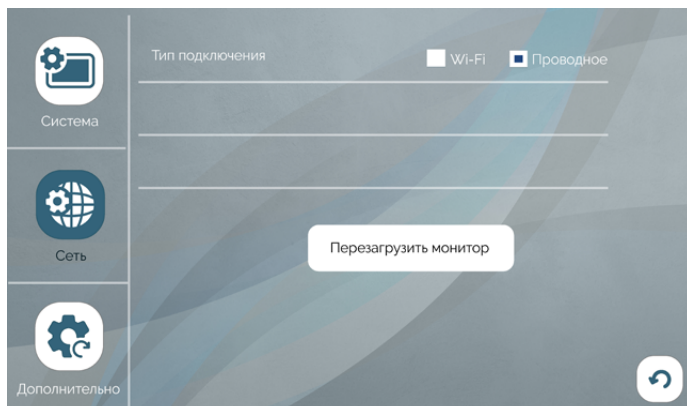 Тип подключения
Wi-Fi
Проводное
Система
Сеть
Перезагрузить монитор
Дополнительно